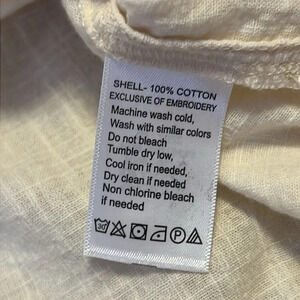 SHELL- 100% COTTON
EXCLUSIVE OF EMBROIDERY
Machine wash cold,
Wash with similar colors
Do not bleach
Tumble dry low,
Cool iron if needed,
Dry clean if needed
Non chlorine bleach
if needed
30 P